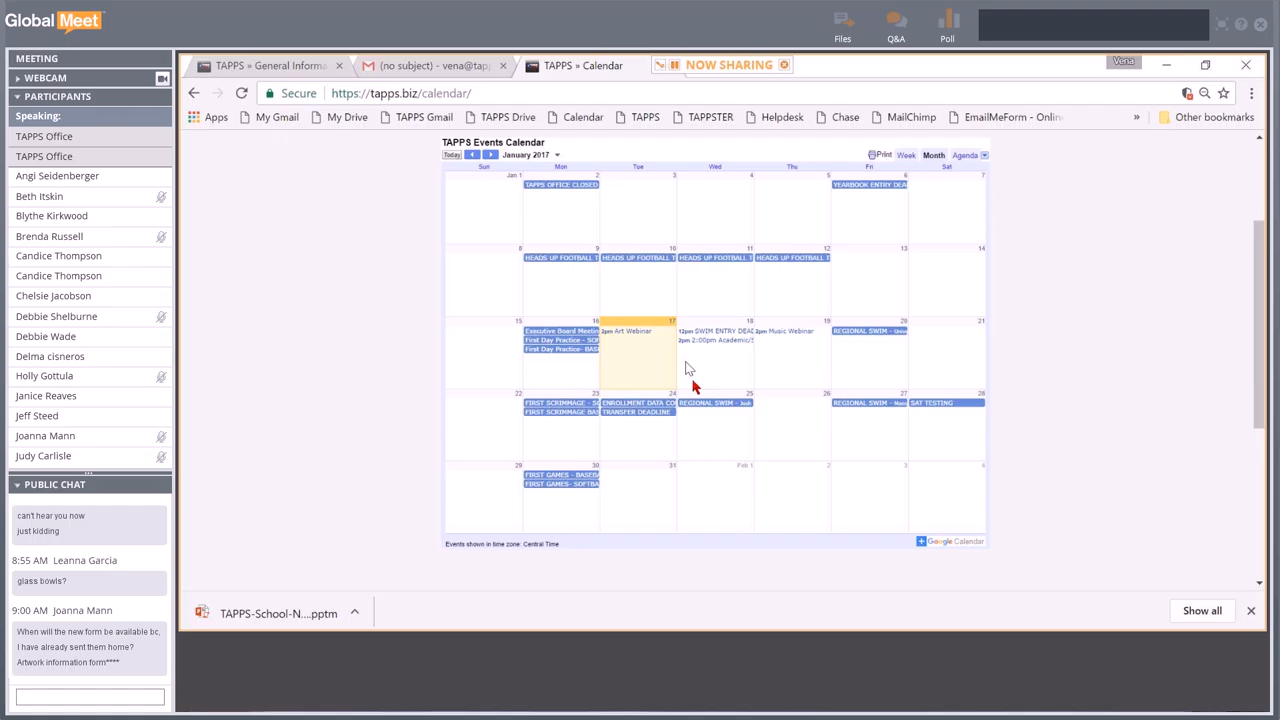 Global Meet
Files
Q&A
Poll
MEETING
WEBCAM
PARTICIPANTS
Speaking:
TAPPS Office
TAPPS Office
Angi Seidenberger
Beth Itskin
Blythe Kirkwood
Brenda Russell
Candice Thompson
Candice Thompson
Chelsie Jacobson
Debbie Shelburne
Debbie Wade
Delma cisneros
Holly Gottula
Janice Reaves
Jeff Sterd
Joanna Mann
Judy Carlisle
PUBLIC CHAT
can't hear you now
just kidding
8:55 AM Leanna Garcia
glass bowls?
9:00 AM Joanna Mann
When will the new form be available bc,
I have already sent them home?
Artwork information form****
TAPPS » General Informa
(no subject) - vena@tapp
TAPPS » Calendar
NOW SHARING
Vena
Secure https://tapps.biz/calendar/
Apps My Gmail My Drive TAPPS Gmail TAPPS Drive Calendar TAPPS TAPPSTER Helpdesk Chase MailChimp EmailMeForm - Onlin » Other bookmarks
TAPPS Events Calendar
Today January 2017 Print Week Month Agenda
Sun Mon Tue Wed Thu Fri Sat
Jan 1 2 3 4 5 6 7
TAPPS OFFICE CLOSED YEARBOOK ENTRY DEA
8 9 10 11 12 13 14
HEADS UP FOOTBALL T HEADS UP FOOTBALL T HEADS UP FOOTBALL T HEADS UP FOOTBALL T
15 16 17 18 19 20 21
Executive Board Meetin 2pm Art Webinar 12pm SWIM ENTRY DEAD 2pm Music Webinar REGIONAL SWIM - Unive
First Day Practice - SOF 2pm 2:00pm Academic/S
First Day Practice- BAS
22 23 24 25 26 27 28
FIRST SCRIMMAGE - SO ENROLLMENT DATA CO REGIONAL SWIM - Josh REGIONAL SWIM - SAT TESTING
FIRST SCRIMMAGE BAS TRANSFER DEADLINE
29 30 31 Feb 1 2 3 4
FIRST GAMES - BASEBA
FIRST GAMES- SOFTBA
Events shown in time zone: Central Time
Google Calendar
TAPPS-School-N....pptm
Show all